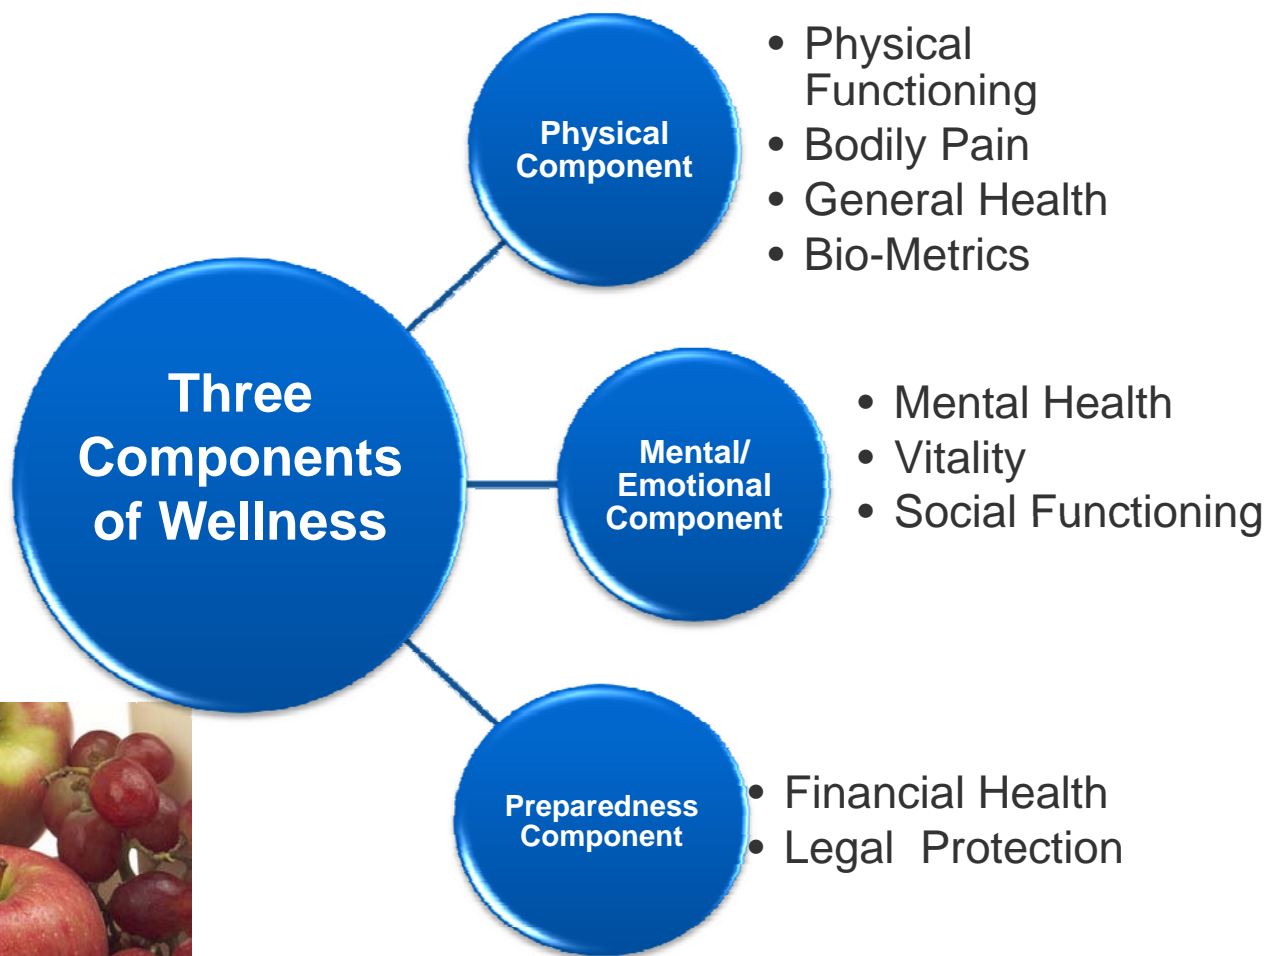 Three
Components
of Wellness
Physical
Component
• Physical
Functioning
• Bodily Pain
• General Health
• Bio-Metrics
Mental/
Emotional
Component
• Mental Health
• Vitality
• Social Functioning
Preparedness
Component
• Financial Health
• Legal  Protection